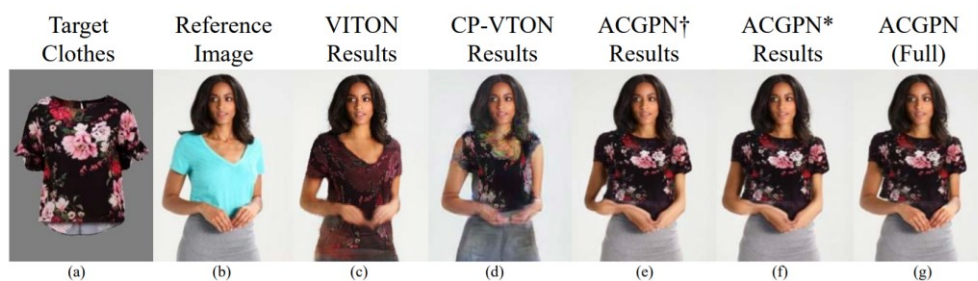 Target Clothes
Reference Image
VITON Results
CP-VTON Results
ACGPN† Results
ACGPN* Results
ACGPN (Full)
(a)
(b)
(c)
(d)
(e)
(f)
(g)